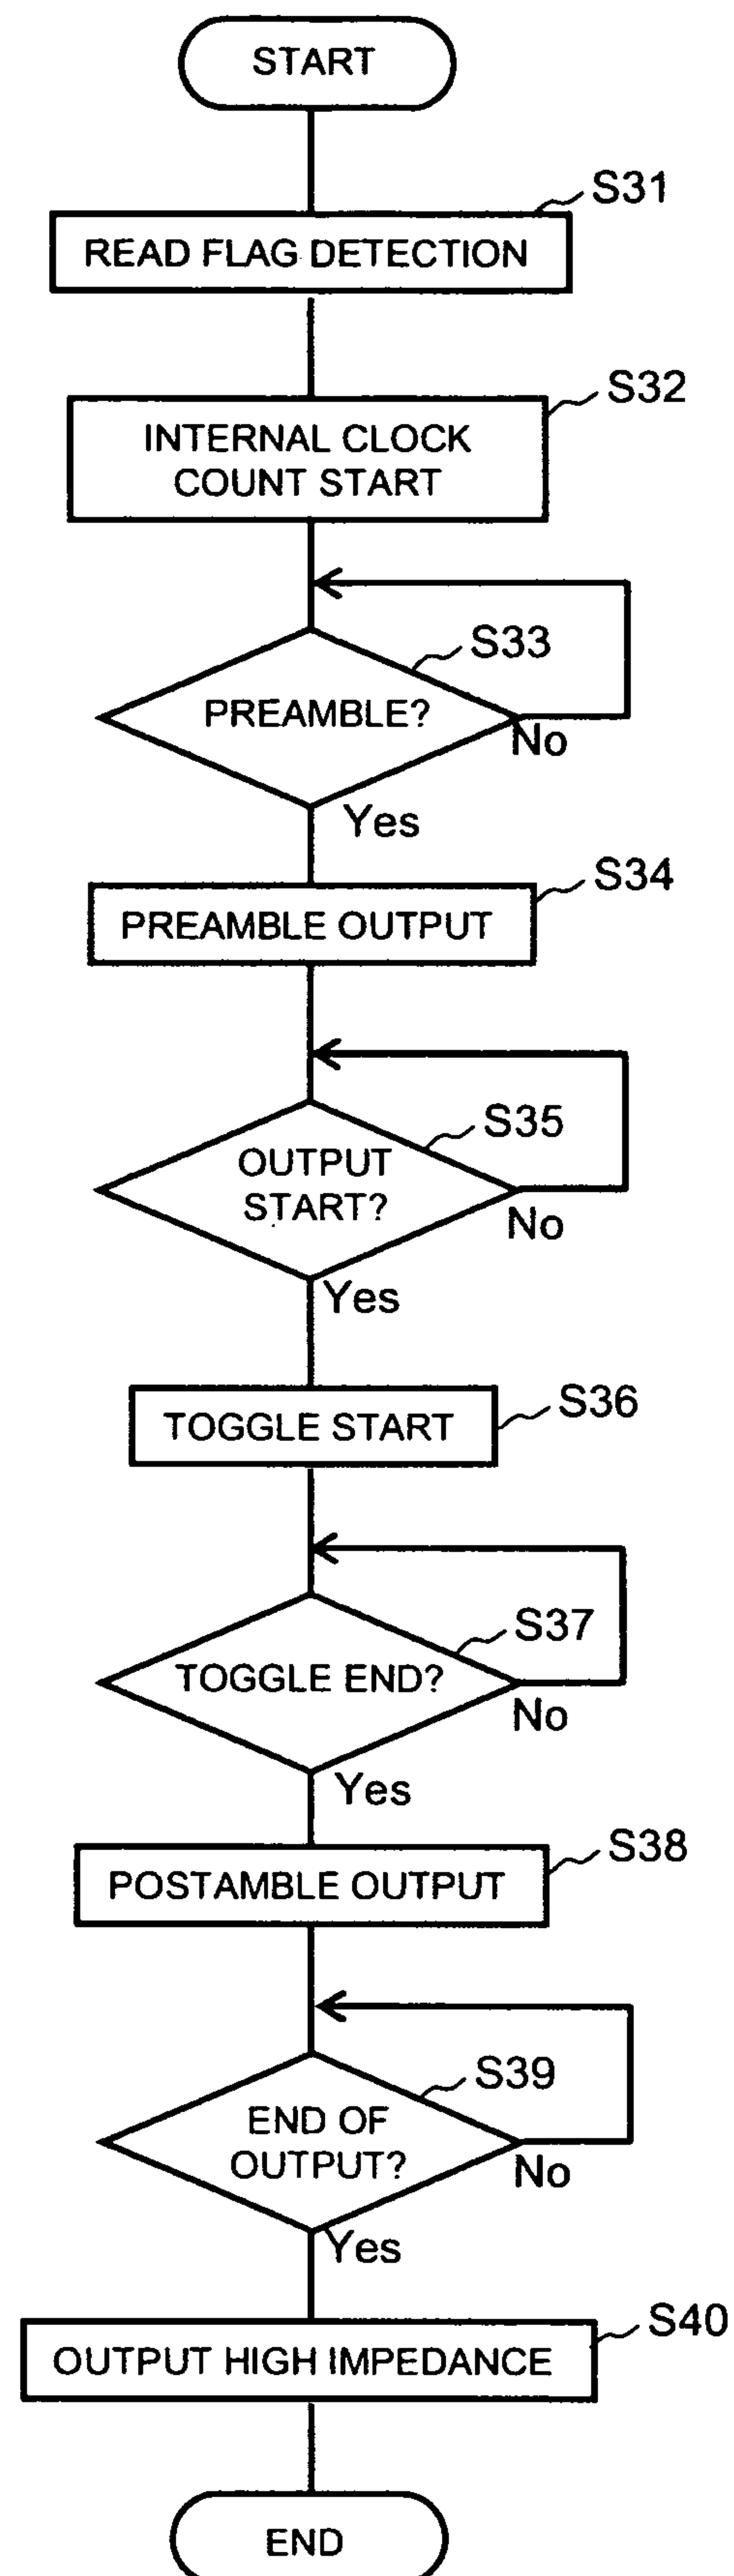 START
S31
READ FLAG DETECTION
S32
INTERNAL CLOCK
COUNT START
S33
PREAMBLE?
No
Yes
S34
PREAMBLE OUTPUT
S35
OUTPUT
START?
No
Yes
S36
TOGGLE START
S37
TOGGLE END?
No
Yes
S38
POSTAMBLE OUTPUT
S39
END OF
OUTPUT?
No
Yes
S40
OUTPUT HIGH IMPEDANCE
END